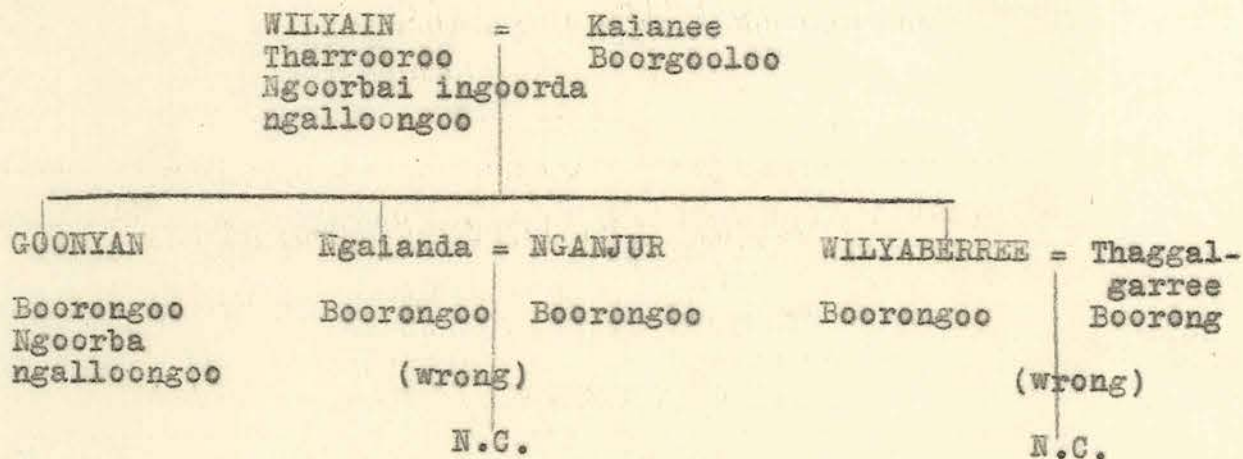 WILYAIN = Kaianee
Tharrooroo Boorgooloo
Ngoorbai ingoorda
ngalloongoo
GOONYAN Ngaianda = NGANJUR WILYABERREE = Thaggal-
garree
Boorongoo Boorongoo Boorongoo Boorongoo Boorong
Ngoorba
ngalloongoo (wrong) (wrong)
N.C. N.C.